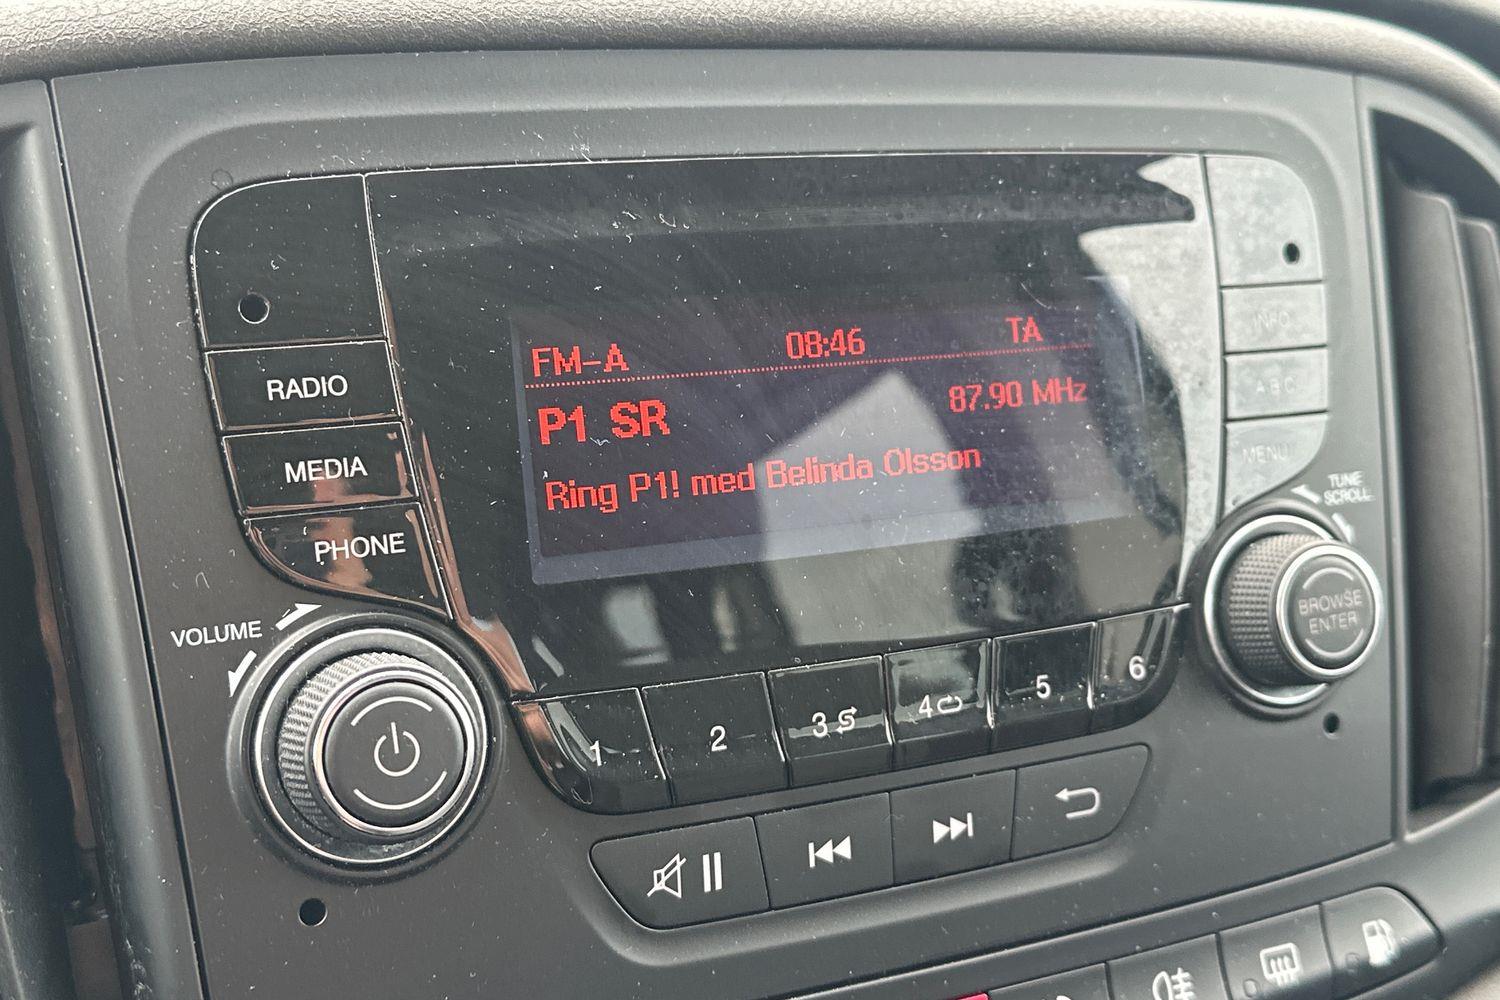 FM-A 08:46 TA
P1 SR 87.90 MHz
Ring P1! med Belinda Olsson
RADIO
MEDIA
PHONE
VOLUME
INFO
ABC
MENU
TUNE
SCROLL
BROWSE
ENTER
1 2 3 4 5 6